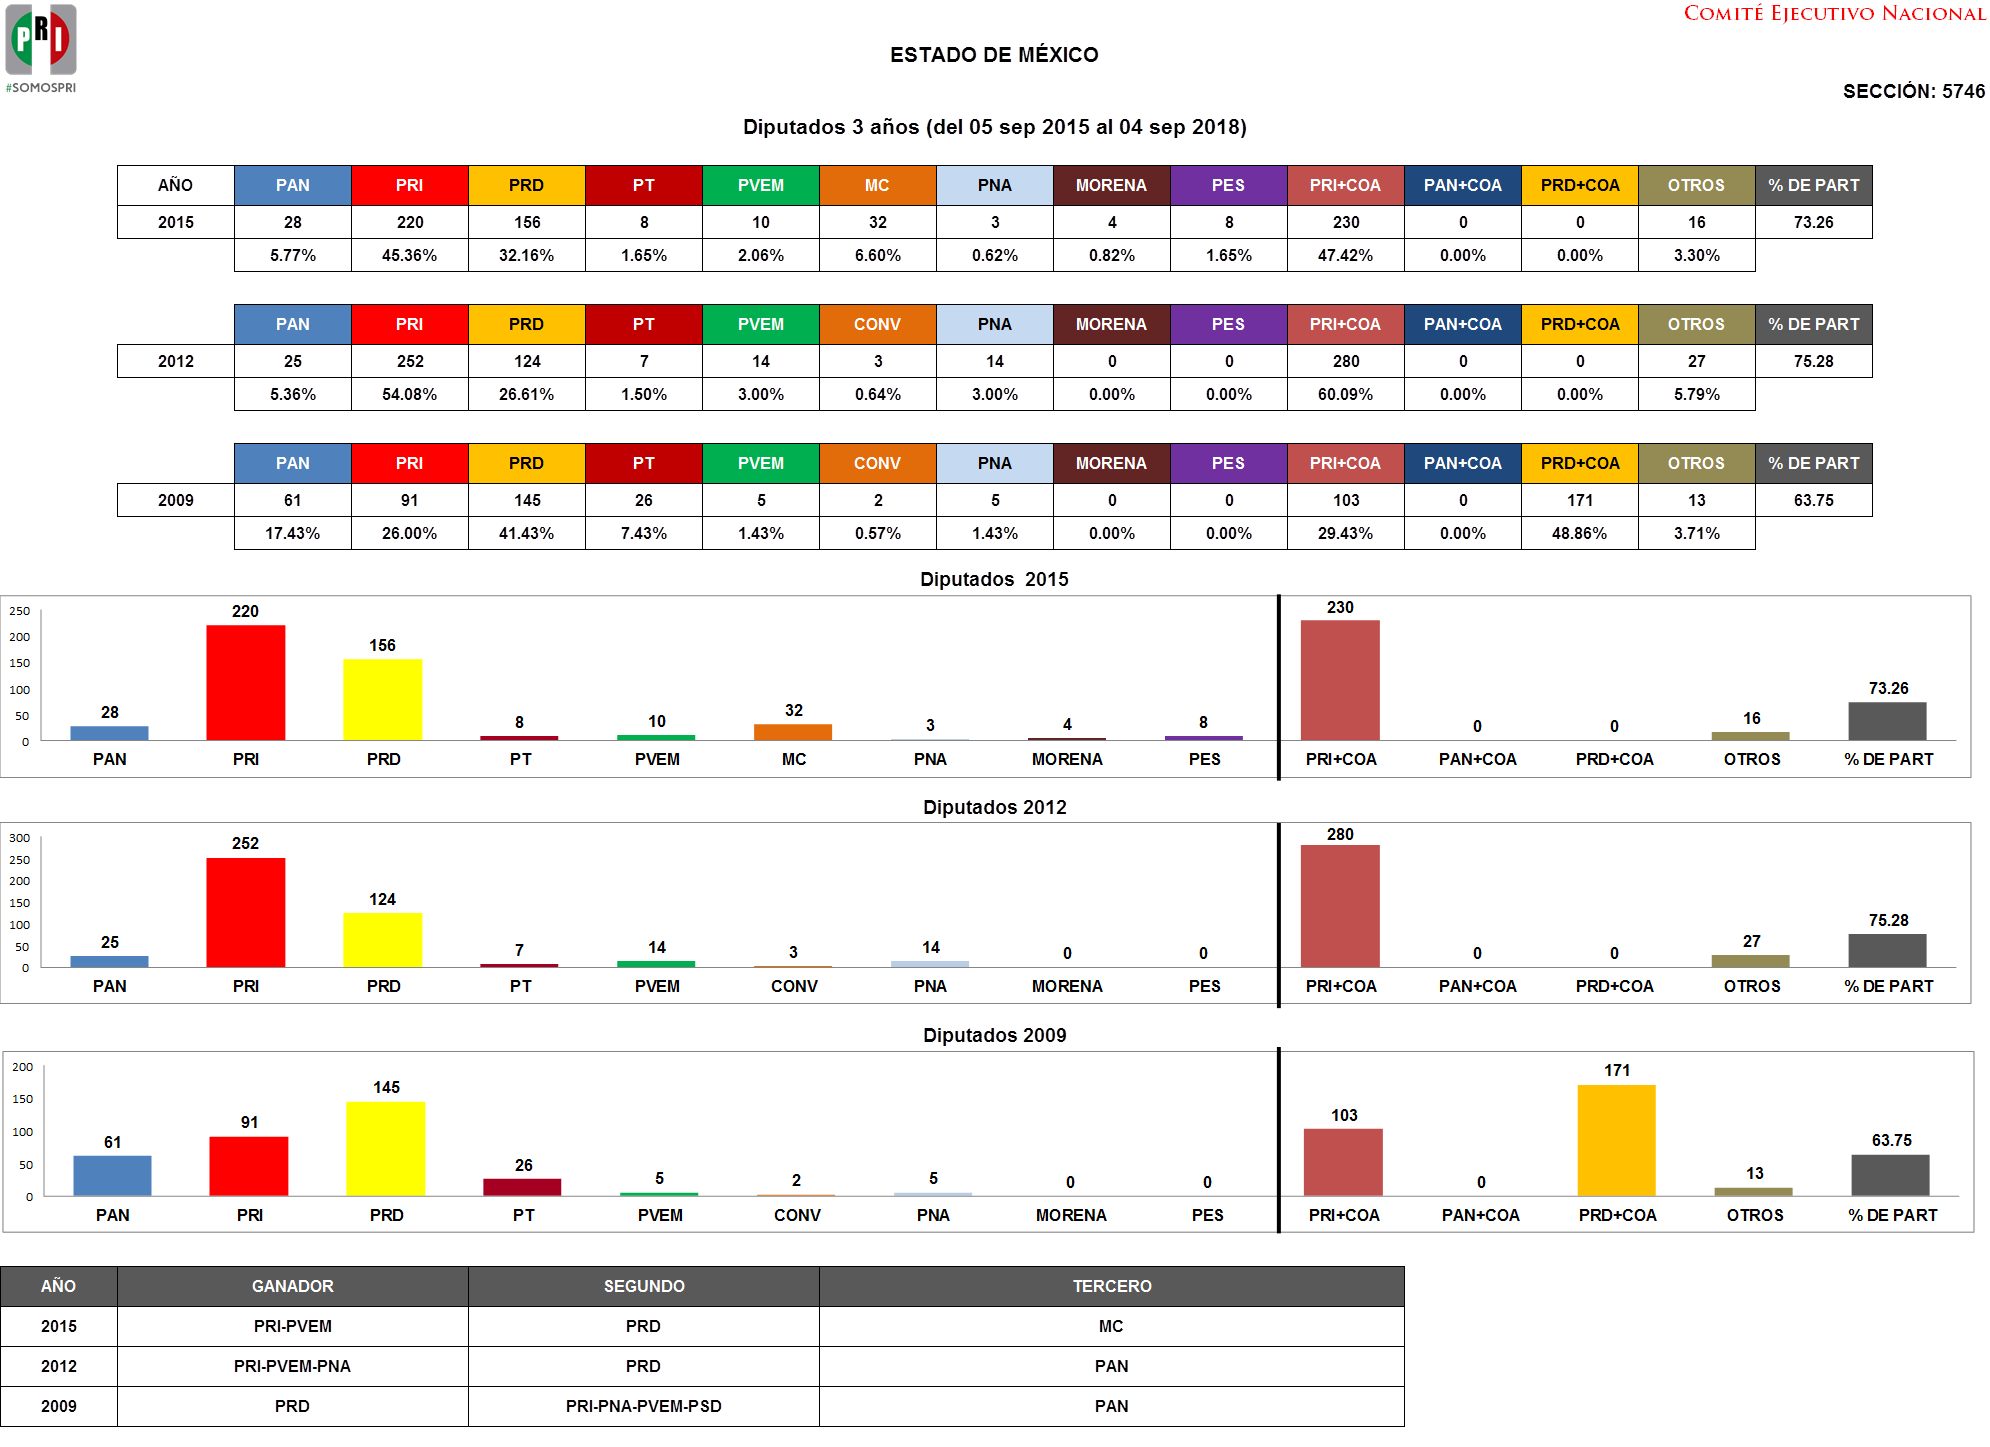 PRI
#SOMOSPRI
COMITÉ EJECUTIVO NACIONAL
ESTADO DE MÉXICO
SECCIÓN: 5746
Diputados 3 años (del 05 sep 2015 al 04 sep 2018)
AÑO PAN PRI PRD PT PVEM MC PNA MORENA PES PRI+COA PAN+COA PRD+COA OTROS % DE PART
2015 28 220 156 8 10 32 3 4 8 230 0 0 16 73.26
5.77% 45.36% 32.16% 1.65% 2.06% 6.60% 0.62% 0.82% 1.65% 47.42% 0.00% 0.00% 3.30%
PAN PRI PRD PT PVEM CONV PNA MORENA PES PRI+COA PAN+COA PRD+COA OTROS % DE PART
2012 25 252 124 7 14 3 14 0 0 280 0 0 27 75.28
5.36% 54.08% 26.61% 1.50% 3.00% 0.64% 3.00% 0.00% 0.00% 60.09% 0.00% 0.00% 5.79%
PAN PRI PRD PT PVEM CONV PNA MORENA PES PRI+COA PAN+COA PRD+COA OTROS % DE PART
2009 61 91 145 26 5 2 5 0 0 103 0 171 13 63.75
17.43% 26.00% 41.43% 7.43% 1.43% 0.57% 1.43% 0.00% 0.00% 29.43% 0.00% 48.86% 3.71%
Diputados 2015
250
200
150
100
50
0
28 220 156 8 10 32 3 4 8 230 0 0 16 73.26
PAN PRI PRD PT PVEM MC PNA MORENA PES PRI+COA PAN+COA PRD+COA OTROS % DE PART
Diputados 2012
300
250
200
150
100
50
0
25 252 124 7 14 3 14 0 0 280 0 0 27 75.28
PAN PRI PRD PT PVEM CONV PNA MORENA PES PRI+COA PAN+COA PRD+COA OTROS % DE PART
Diputados 2009
200
150
100
50
0
61 91 145 26 5 2 5 0 0 103 0 171 13 63.75
PAN PRI PRD PT PVEM CONV PNA MORENA PES PRI+COA PAN+COA PRD+COA OTROS % DE PART
AÑO GANADOR SEGUNDO TERCERO
2015 PRI-PVEM PRD MC
2012 PRI-PVEM-PNA PRD PAN
2009 PRD PRI-PNA-PVEM-PSD PAN